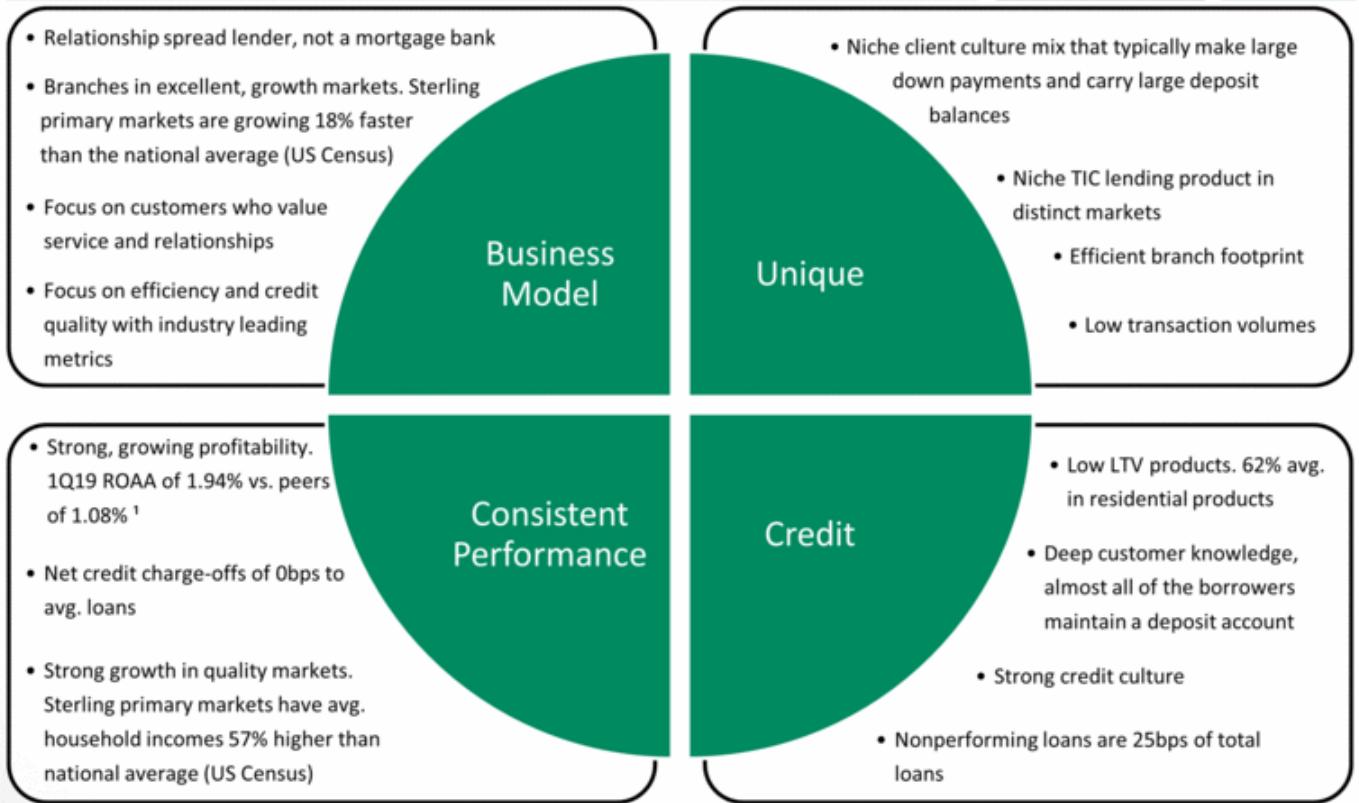 • Relationship spread lender, not a mortgage bank
• Branches in excellent, growth markets. Sterling
primary markets are growing 18% faster
than the national average (US Census)
• Focus on customers who value
service and relationships
• Focus on efficiency and credit
quality with industry leading
metrics
Business
Model
• Niche client culture mix that typically make large
down payments and carry large deposit
balances
• Niche TIC lending product in
distinct markets
• Efficient branch footprint
• Low transaction volumes
Unique
• Strong, growing profitability.
1Q19 ROAA of 1.94% vs. peers
of 1.08% ¹
• Net credit charge-offs of 0bps to
avg. loans
• Strong growth in quality markets.
Sterling primary markets have avg.
household incomes 57% higher than
national average (US Census)
Consistent
Performance
Credit
• Low LTV products. 62% avg.
in residential products
• Deep customer knowledge,
almost all of the borrowers
maintain a deposit account
• Strong credit culture
• Nonperforming loans are 25bps of total
loans